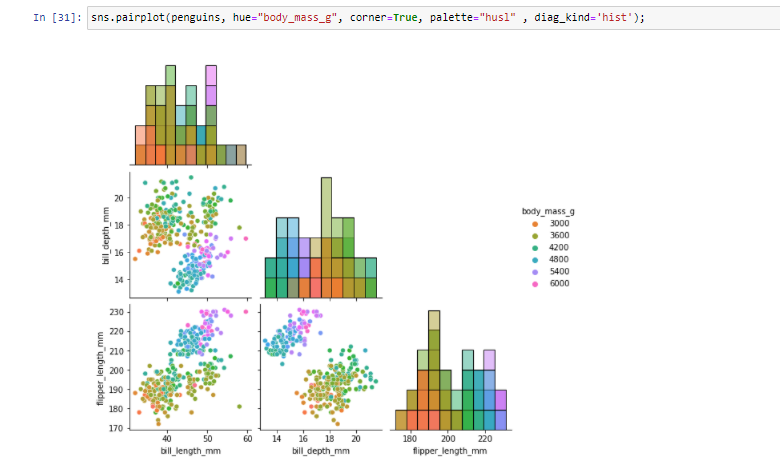 In [31]: sns.pairplot(penguins, hue="body_mass_g", corner=True, palette="husl" , diag_kind='hist');
bill_depth_mm
20
18
16
14
body_mass_g
3000
3600
4200
4800
5400
6000
flipper_length_mm
230
220
210
200
190
180
170
40 50 60 14 16 18 20 180 200 220
bill_length_mm bill_depth_mm flipper_length_mm